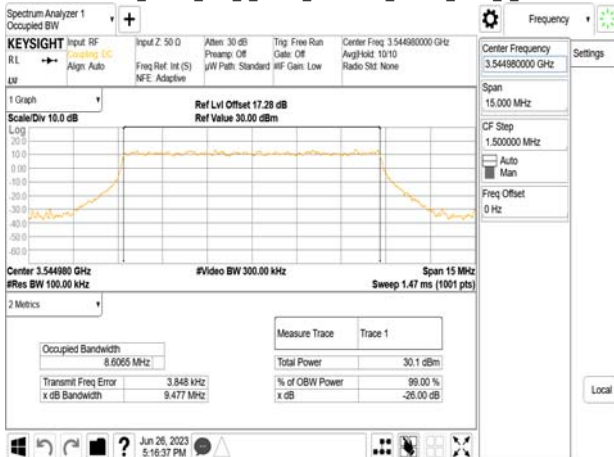 Spectrum Analyzer 1
Occupied BW
Frequency
KEYSIGHT
RL
Input: RF
Coupling: DC
Align: Auto
Input Z: 50 Ω
Freq Ref: Int (S)
NFE: Adaptive
Atten: 30 dB
Preamp: Off
µW Path: Standard
Trig: Free Run
Gate: Off
#IF Gain: Low
Center Freq: 3.544980000 GHz
Avg|Hold: 10/10
Radio Std: None
1 Graph
Scale/Div 10.0 dB
Ref Lvl Offset 17.28 dB
Ref Value 30.00 dBm
Log
20.0
10.0
0.00
-10.0
-20.0
-30.0
-40.0
-50.0
-60.0
Center 3.544980 GHz
#Video BW 300.00 kHz
Span 15 MHz
#Res BW 100.00 kHz
Sweep 1.47 ms (1001 pts)
2 Metrics
Measure Trace
Trace 1
Occupied Bandwidth
8.6065 MHz
Total Power
30.1 dBm
Transmit Freq Error
3.848 kHz
% of OBW Power
99.00 %
x dB Bandwidth
9.477 MHz
x dB
-26.00 dB
Jun 26, 2023
5:16:37 PM
Center Frequency
3.544980000 GHz
Settings
Span
15.000 MHz
CF Step
1.500000 MHz
Auto
Man
Freq Offset
0 Hz
Local